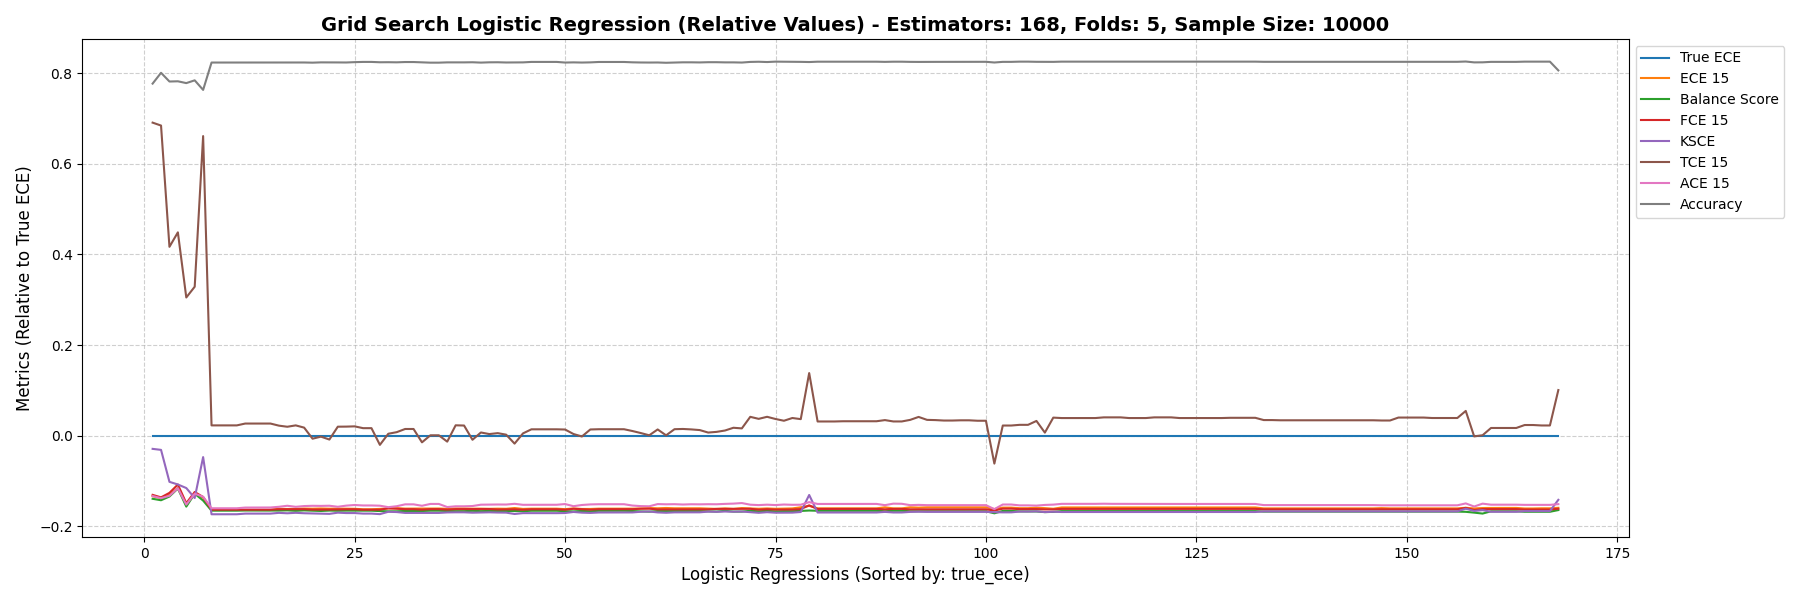 Grid Search Logistic Regression (Relative Values) - Estimators: 168, Folds: 5, Sample Size: 10000
Metrics (Relative to True ECE)
0.8
0.6
0.4
0.2
0.0
−0.2
0 25 50 75 100 125 150 175
Logistic Regressions (Sorted by: true_ece)
True ECE
ECE 15
Balance Score
FCE 15
KSCE
TCE 15
ACE 15
Accuracy